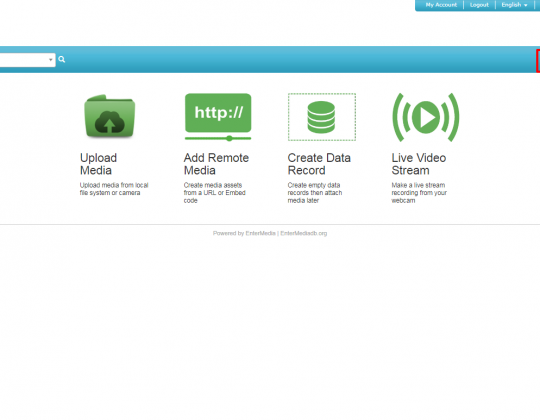 My Account Logout English
http://
Upload Media
Upload media from local
file system or camera
Add Remote Media
Create media assets
from a URL or Embed
code
Create Data Record
Create empty data
records then attach
media later
Live Video Stream
Make a live stream
recording from your
webcam
Powered by EnterMedia | EnterMediadb.org